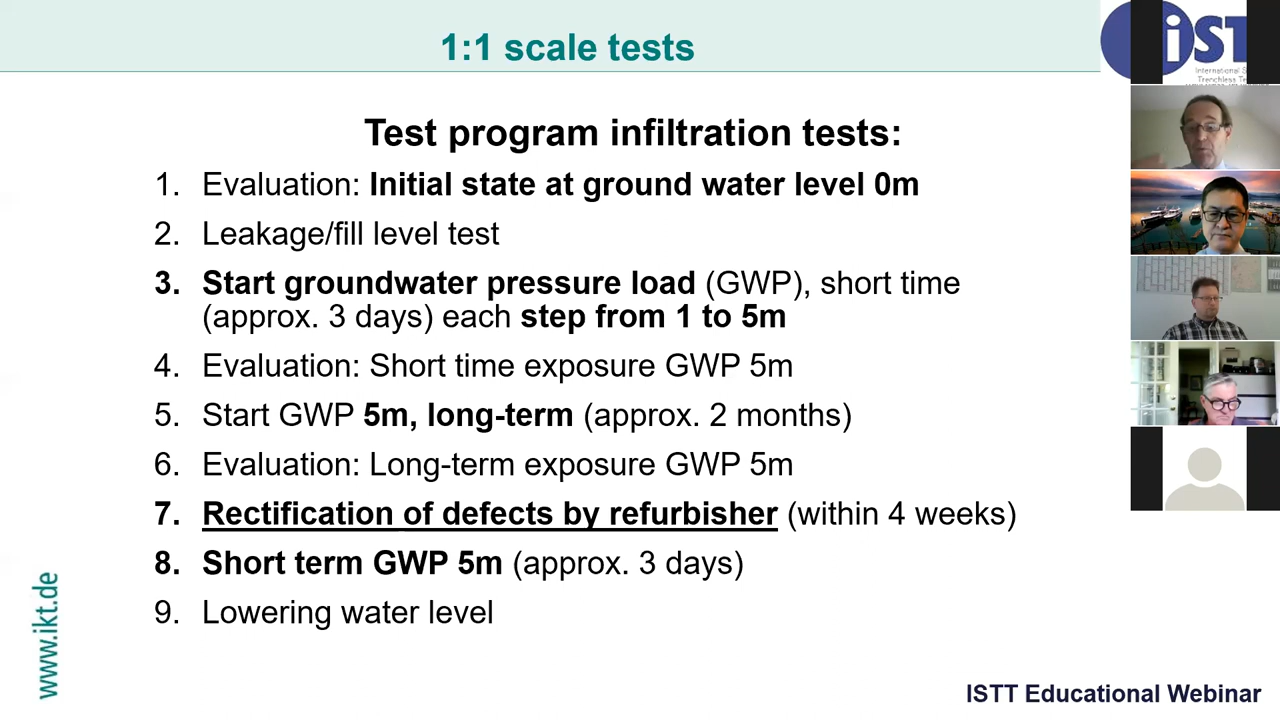 1:1 scale tests
iST
International S
Trenchless Te
Test program infiltration tests:
1. Evaluation: Initial state at ground water level 0m
2. Leakage/fill level test
3. Start groundwater pressure load (GWP), short time
(approx. 3 days) each step from 1 to 5m
4. Evaluation: Short time exposure GWP 5m
5. Start GWP 5m, long-term (approx. 2 months)
6. Evaluation: Long-term exposure GWP 5m
7. Rectification of defects by refurbisher (within 4 weeks)
8. Short term GWP 5m (approx. 3 days)
9. Lowering water level
www.ikt.de
ISTT Educational Webinar